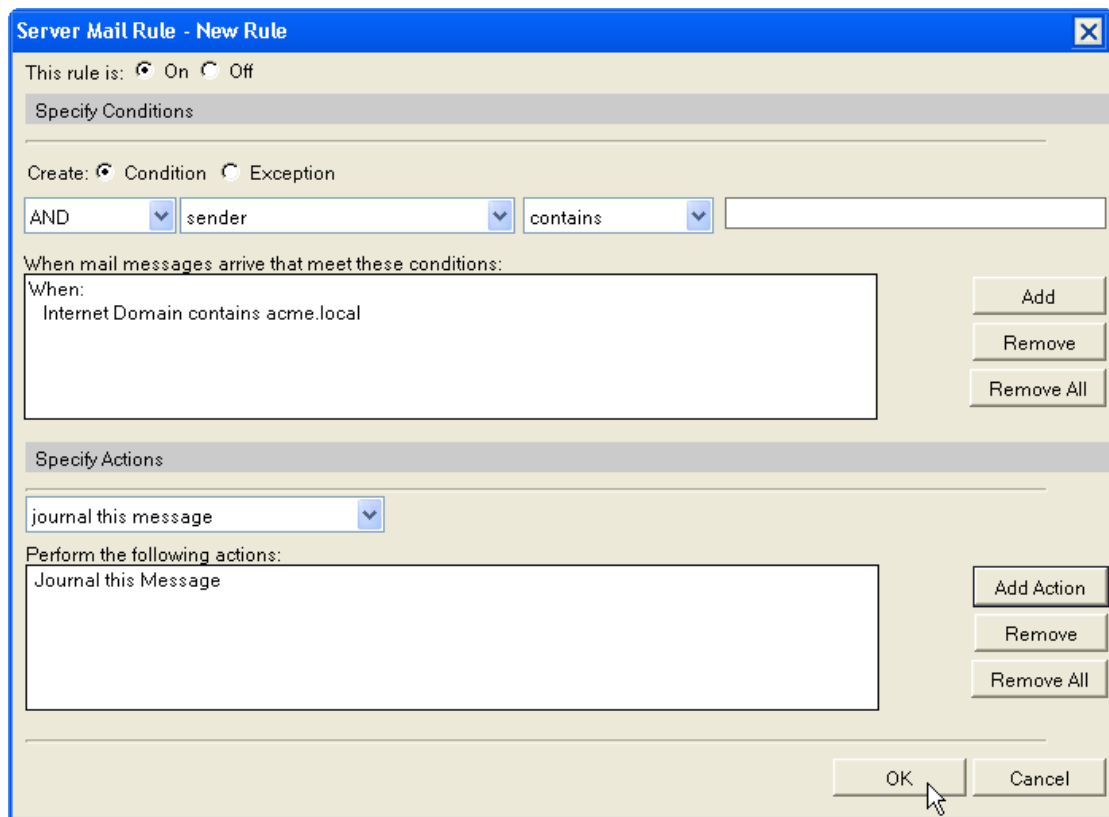 Server Mail Rule - New Rule
This rule is: On Off
Specify Conditions
Create: Condition Exception
AND sender contains
When mail messages arrive that meet these conditions:
When:
Internet Domain contains acme.local
Add
Remove
Remove All
Specify Actions
journal this message
Perform the following actions:
Journal this Message
Add Action
Remove
Remove All
OK Cancel